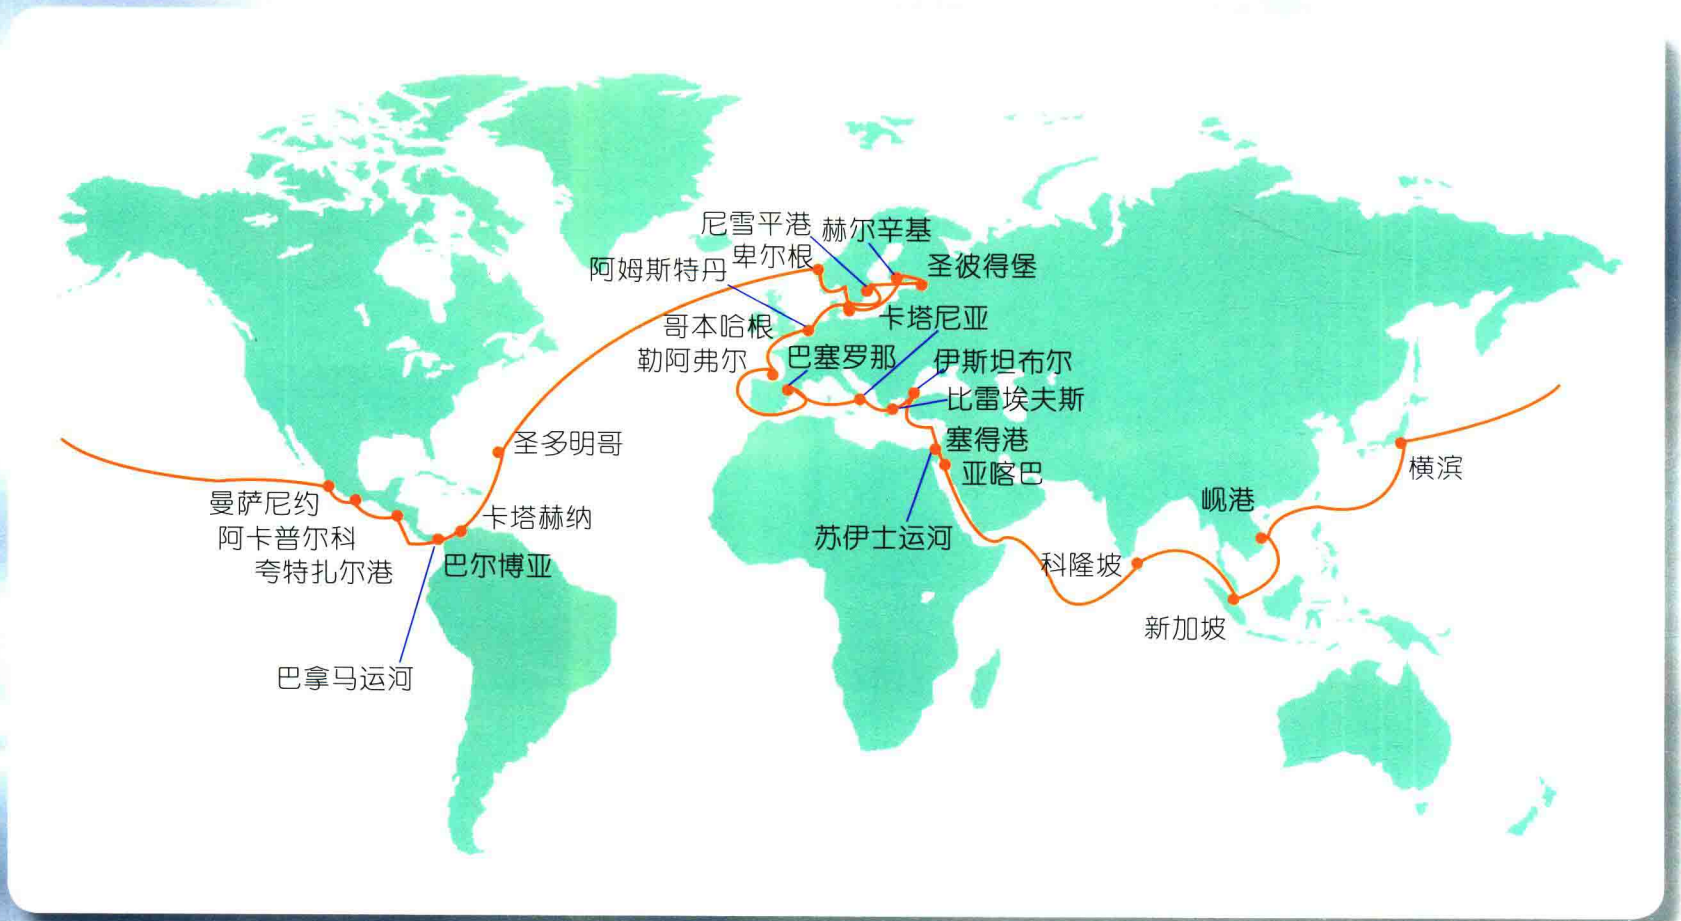 尼雪平港
赫尔辛基
卑尔根
阿姆斯特丹
圣彼得堡
哥本哈根
卡塔尼亚
勒阿弗尔
巴塞罗那
伊斯坦布尔
比雷埃夫斯
圣多明哥
塞得港
亚喀巴
横滨
曼萨尼约
岘港
卡塔赫纳
阿卡普尔科
苏伊士运河
夸特扎尔港
巴尔博亚
科隆坡
新加坡
巴拿马运河